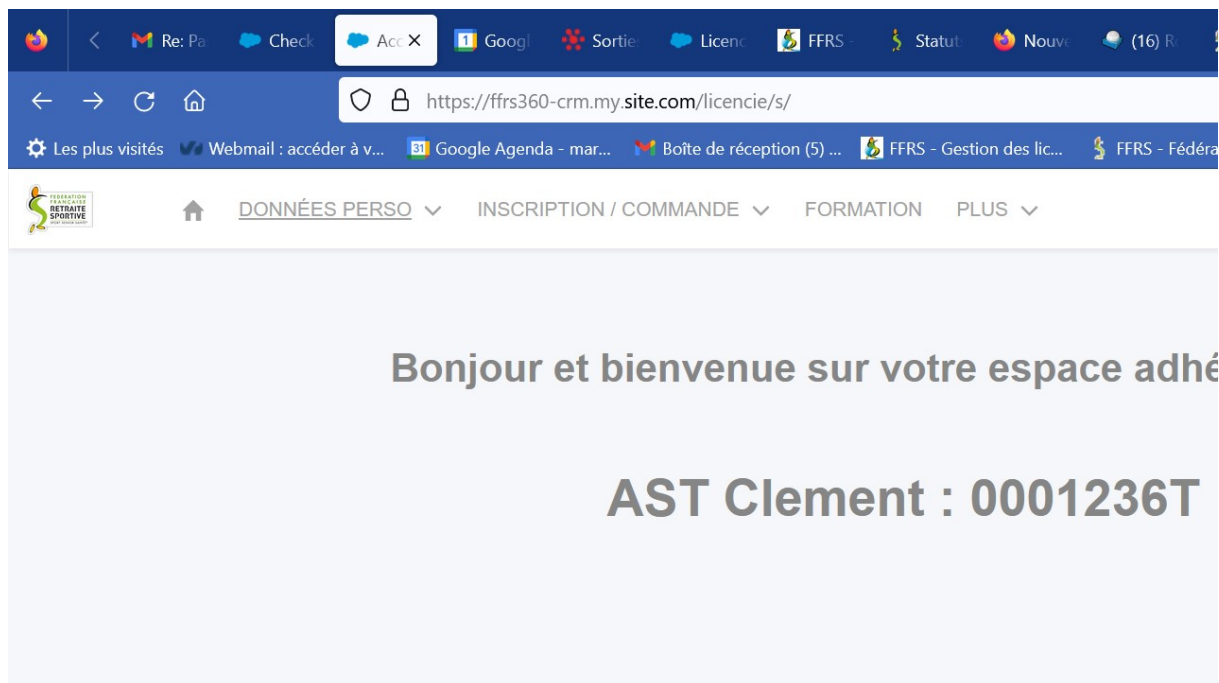 Re: Pa Check Acc Googl Sortie Licenc FFRS - Statut Nouve (16) R
https://ffrs360-crm.my.site.com/licencie/s/
Les plus visités Webmail : accéder à v... Google Agenda - mar... Boîte de réception (5) ... FFRS - Gestion des lic... FFRS - Fédéra
FEDERATION
FRANÇAISE
RETRAITE
SPORTIVE
DONNÉES PERSO INSCRIPTION / COMMANDE FORMATION PLUS
Bonjour et bienvenue sur votre espace adhé
AST Clement : 0001236T